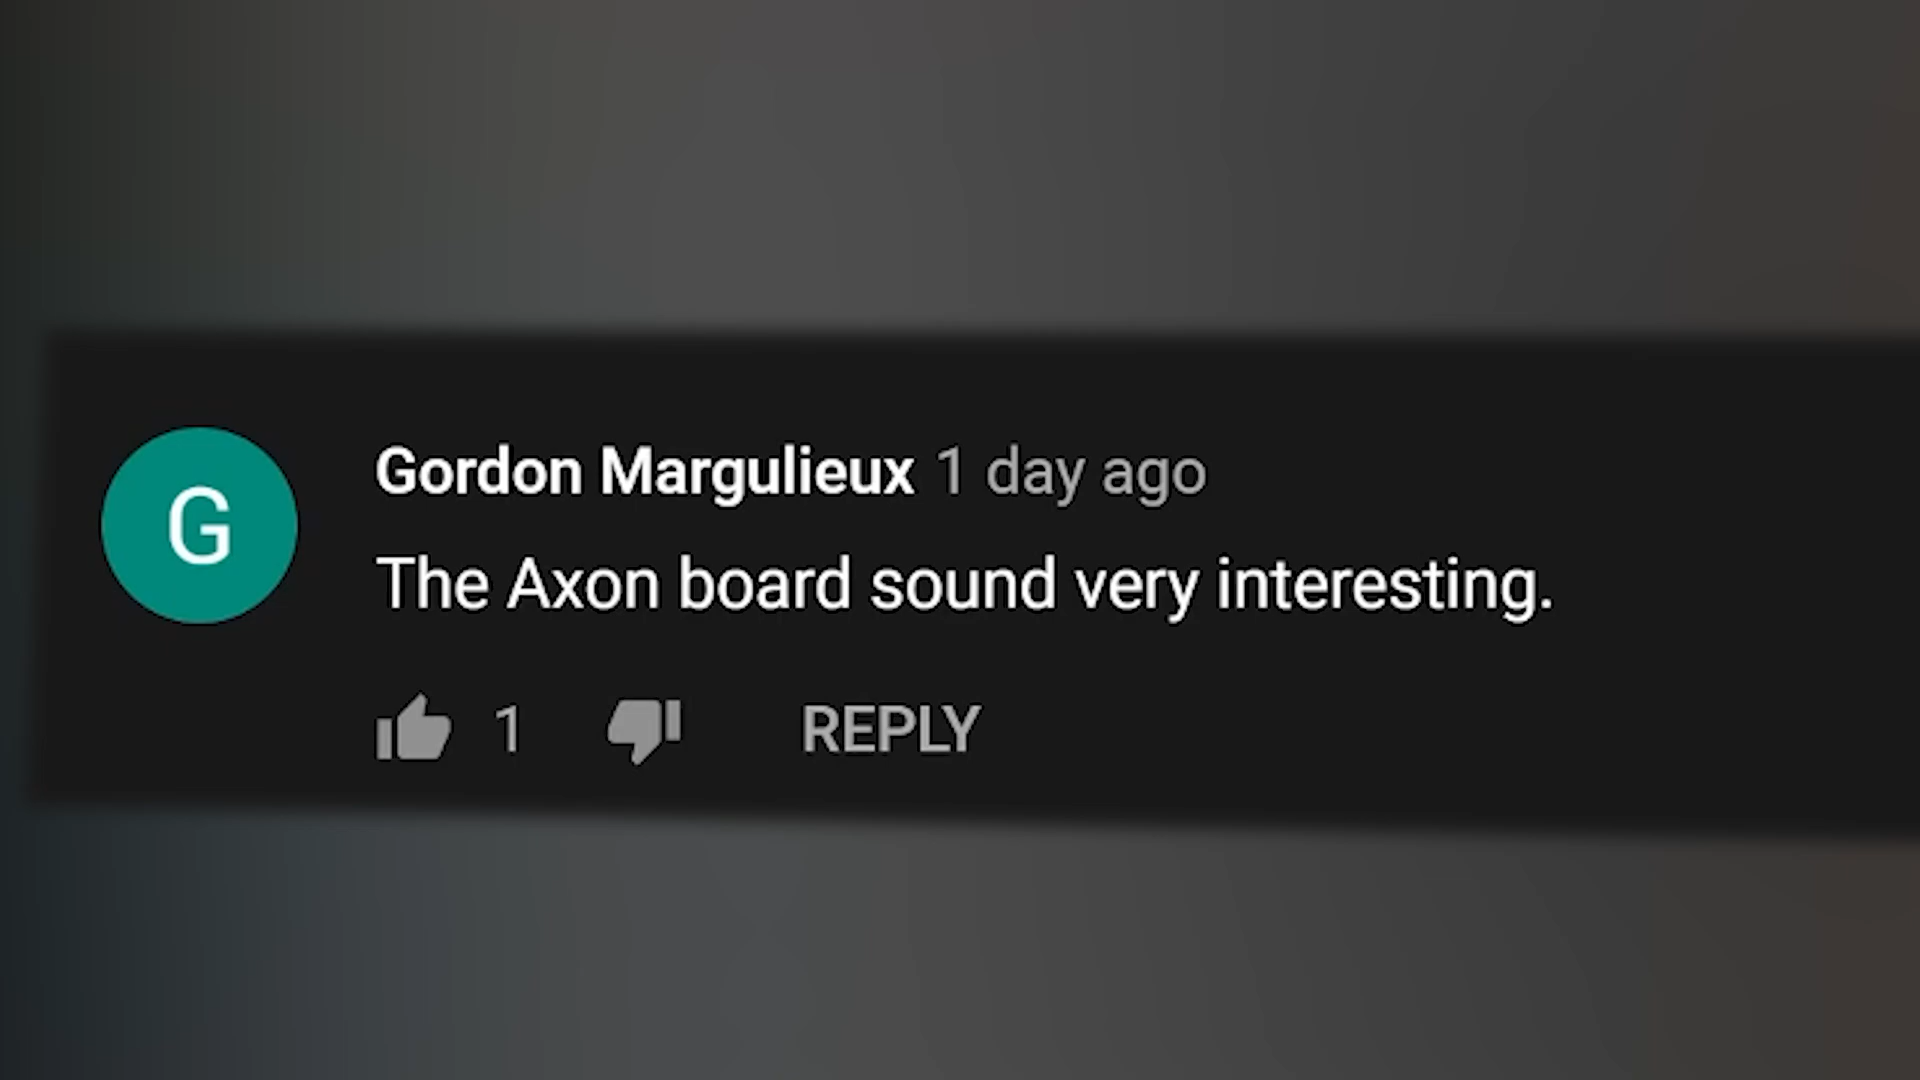 G
Gordon Margulieux 1 day ago
The Axon board sound very interesting.
1 REPLY